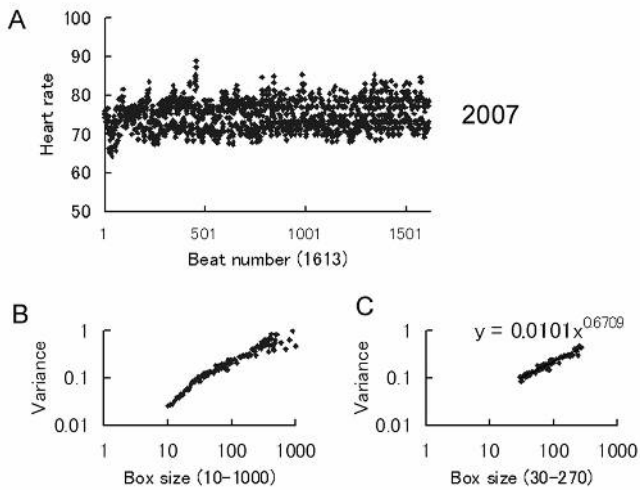 A
Heart rate
100
90
80
70
60
50
1 501 1001 1501
Beat number (1613)
2007
B
Variance
1
0.1
0.01
1 10 100 1000
Box size (10-1000)
C
y = 0.0101x^0.6709
Variance
1
0.1
0.01
1 10 100 1000
Box size (30-270)